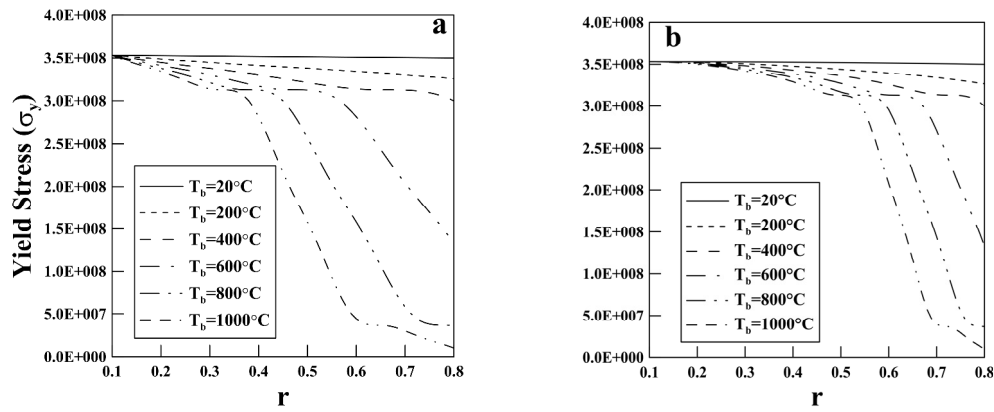 a
4.0E+008
3.5E+008
3.0E+008
2.5E+008
2.0E+008
1.5E+008
1.0E+008
5.0E+007
0.0E+000
Yield Stress (σy)
Tb=20°C
Tb=200°C
Tb=400°C
Tb=600°C
Tb=800°C
Tb=1000°C
0.1 0.2 0.3 0.4 0.5 0.6 0.7 0.8
r
b
4.0E+008
3.5E+008
3.0E+008
2.5E+008
2.0E+008
1.5E+008
1.0E+008
5.0E+007
0.0E+000
Tb=20°C
Tb=200°C
Tb=400°C
Tb=600°C
Tb=800°C
Tb=1000°C
0.1 0.2 0.3 0.4 0.5 0.6 0.7 0.8
r